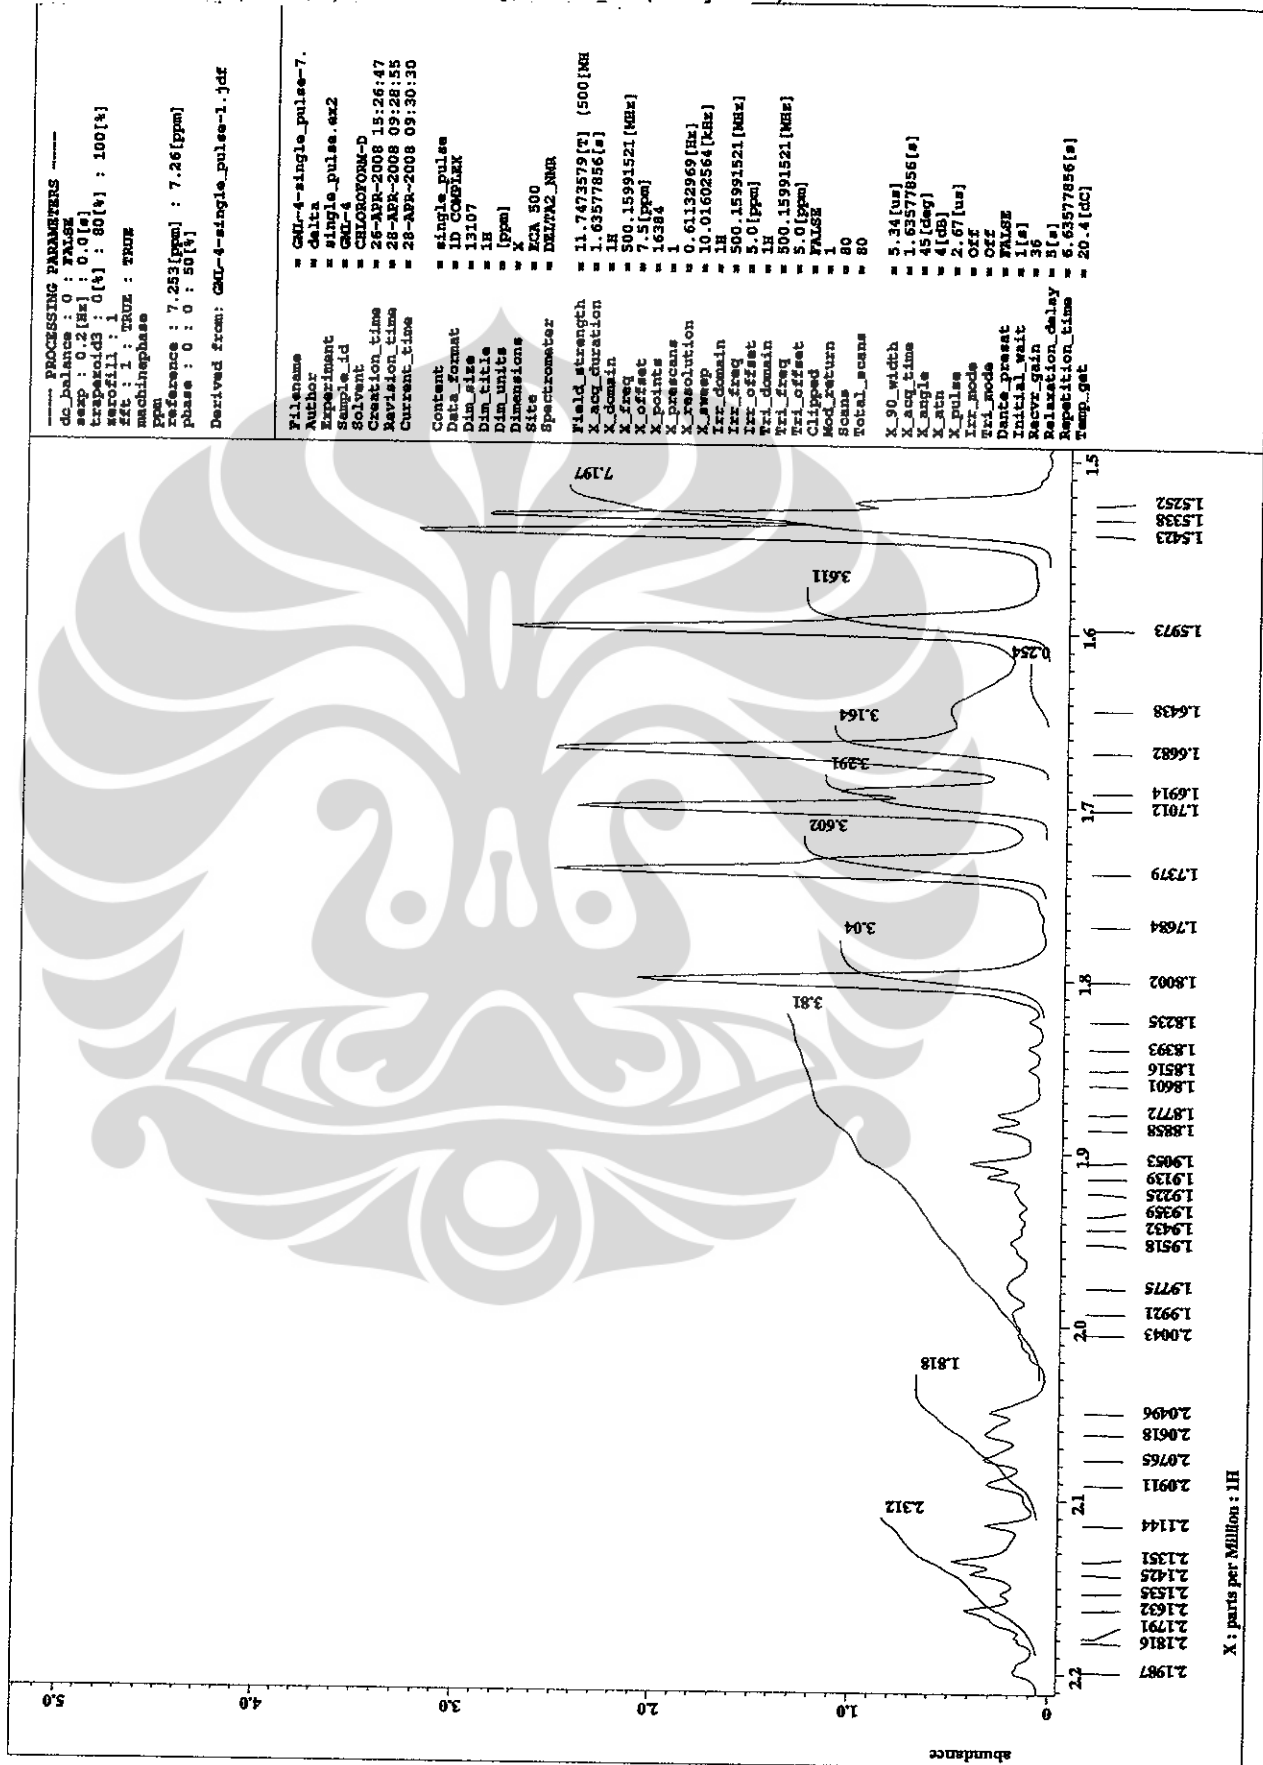 ----- PROCESSING PARAMETERS -----
dc_balance : 0 : FALSE
sexp : 0.2[Hz] : 0.0[s]
trapezoid3 : 0[%] : 80[%] : 100[%]
zerofill : 1
fft : 1 : TRUE : TRUE
machinephase
ppm
reference : 7.253[ppm] : 7.26[ppm]
phase : 0 : 0 : 50[%]
Derived from: GML-4-single_pulse-1.jdf
Filename = GML-4-single_pulse-7.
Author = delta
Experiment = single_pulse.ex2
Sample_id = GML-4
Solvent = CHLOROFORM-D
Creation_time = 26-APR-2008 15:26:47
Revision_time = 28-APR-2008 09:28:55
Current_time = 28-APR-2008 09:30:30
Content = single_pulse
Data_format = 1D COMPLEX
Dim_size = 13107
Dim_title = 1H
Dim_units = [ppm]
Dimensions = X
Site = ECA 500
Spectrometer = DELTA2_NMR
Field_strength = 11.7473579[T] (500[MH
X_acq_duration = 1.63577856[s]
X_domain = 1H
X_freq = 500.15991521[MHz]
X_offset = 7.5[ppm]
X_points = 16384
X_prescans = 1
X_resolution = 0.61132969[Hz]
X_sweep = 10.01602564[kHz]
Irr_domain = 1H
Irr_freq = 500.15991521[MHz]
Irr_offset = 5.0[ppm]
Tri_domain = 1H
Tri_freq = 500.15991521[MHz]
Tri_offset = 5.0[ppm]
Clipped = FALSE
Mod_return = 1
Scans = 80
Total_scans = 80
X_90_width = 5.34[us]
X_acq_time = 1.63577856[s]
X_angle = 45[deg]
X_atn = 4[dB]
X_pulse = 2.67[us]
Irr_mode = Off
Tri_mode = Off
Dante_presat = FALSE
Initial_wait = 1[s]
Recvr_gain = 36
Relaxation_delay = 5[s]
Repetition_time = 6.63577856[s]
Temp_get = 20.4[dC]
abundance
0
1.0
2.0
3.0
4.0
5.0
2.312
1.818
3.81
3.04
3.602
3.291
3.164
0.254
3.611
7.197
2.2
2.1
2.0
1.9
1.8
1.7
1.6
1.5
2.1987
2.1816
2.1791
2.1632
2.1535
2.1425
2.1351
2.1144
2.0911
2.0765
2.0618
2.0496
2.0043
1.9921
1.9775
1.9518
1.9432
1.9359
1.9225
1.9139
1.9053
1.8858
1.8772
1.8601
1.8516
1.8393
1.8235
1.8002
1.7684
1.7379
1.7012
1.6914
1.6682
1.6438
1.5973
1.5423
1.5338
1.5252
X : parts per Million : 1H